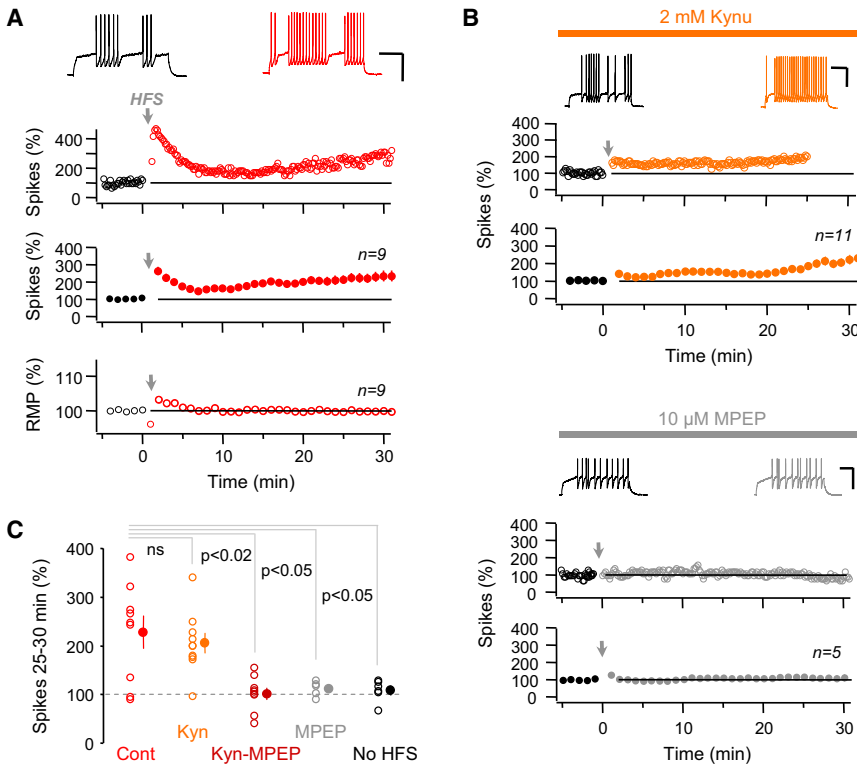 A
HFS
Spikes (%)
400
200
0
n=9
Spikes (%)
400
300
200
100
0
n=9
RMP (%)
110
100
0
10
20
30
Time (min)
B
2 mM Kynu
Spikes (%)
400
300
200
100
0
n=11
400
300
200
100
0
0
10
20
30
Time (min)
10 µM MPEP
Spikes (%)
400
300
200
100
0
n=5
Spikes (%)
400
300
200
100
0
0
10
20
30
Time (min)
C
Spikes 25-30 min (%)
400
300
200
100
0
ns
p<0.02
p<0.05
p<0.05
Cont
Kyn
Kyn-MPEP
MPEP
No HFS